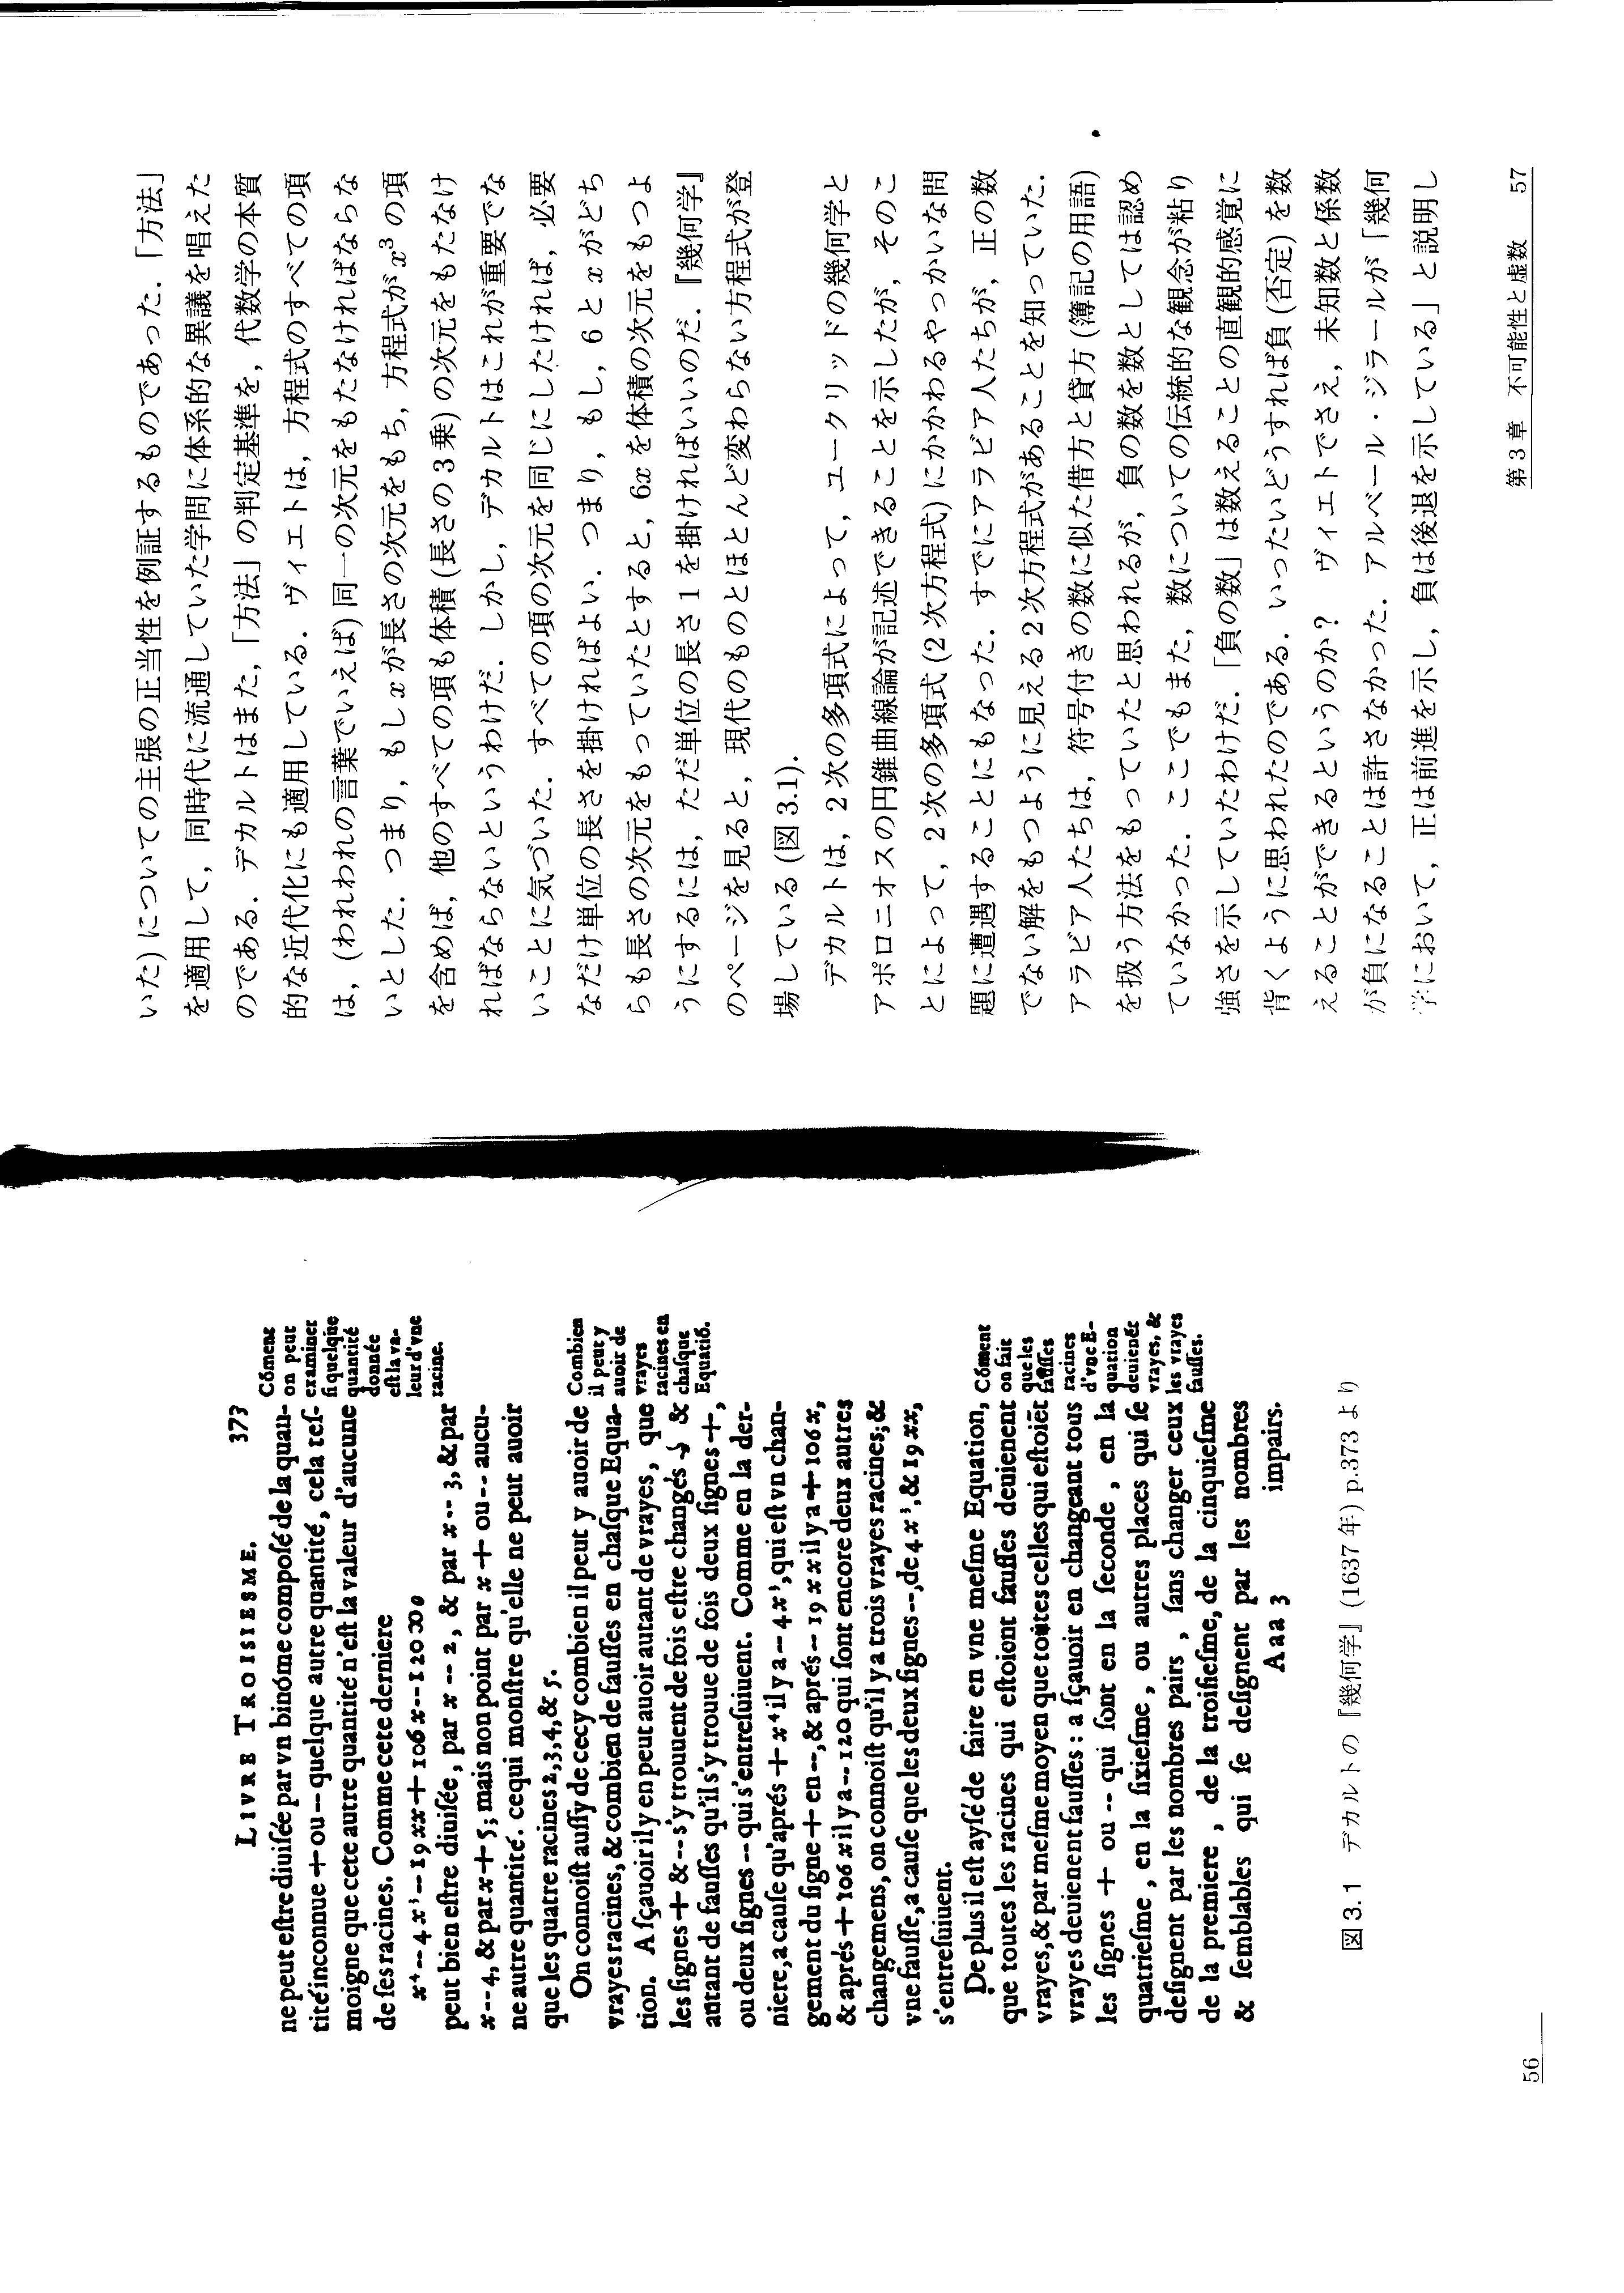 LIVRE TROISIESME. 373
ne peut estre diuisée par vn binóme composé de la quan-
tité inconnue + ou -- quelque autre quantité, cela tes-
moigne que cete autre quantité n'est la valeur d'aucune
de ses racines. Comme cete derniere
x⁴ -- 4 x³ -- 19 xx + 106 x -- 120 ∞ 0
peut bien estre diuisée, par x -- 2, & par x -- 3, & par
x -- 4, & par x + 5; mais non point par x + ou -- aucu-
ne autre quantité. ce qui monstre qu'elle ne peut auoir
que les quatre racines 2, 3, 4, & 5.
Cōment
on peut
examiner
si quelque
quantité
donnée
est la va-
leur d'vne
racine.
On connoist aussy de cecy combien il peut y auoir de
vrayes racines, & combien de fausses en chasque Equa-
tion. A sçauoir il y en peut auoir autant de vrayes, que
les signes + & -- s'y trouuent de fois estre changés; &
autant de fausses qu'il s'y trouue de fois deux signes +,
ou deux signes -- qui s'entresuiuent. Comme en la der-
niere, a cause qu'aprés + x⁴ il y a -- 4 x³, qui est vn chan-
gement du signe + en --, & aprés -- 19 xx il y a + 106 x,
& aprés + 106 x il y a -- 120 qui sont encore deux autres
changemens, on connoist qu'il y a trois vrayes racines; &
vne fausse, a cause que les deux signes --, de 4 x³, & 19 xx,
s'entresuiuent.
Combien
il peut y
auoir de
vrayes
racines en
chasque
Equatiō.
De plus il est aysé de faire en vne mesme Equation,
que toutes les racines qui estoient fausses deuienent
vrayes, & par mesme moyen que toutes celles qui estoiēt
vrayes deuienent fausses: a sçauoir en changeant tous
les signes + ou -- qui sont en la seconde, en la
quatriesme, en la sixiesme, ou autres places qui se
designent par les nombres pairs, sans changer ceux
de la premiere, de la troisiesme, de la cinquiesme
& semblables qui se designent par les nombres
Aaa 3 impairs.
Cōment
on fait
que les
fausses
racines
d'vne E-
quation
deuienēt
vrayes, &
les vrayes
fausses.
図 3.1 デカルトの『幾何学』(1637 年) p.373 より
56
いた) についての主張の正当性を例証するものであった．「方法」
を適用して，同時代に流通していた学問に体系的な異議を唱えた
のである．デカルトはまた，「方法」の判定基準を，代数学の本質
的な近代化にも適用している．ヴィエトは，方程式のすべての項
は，(われわれの言葉でいえば) 同一の次元をもたなければならな
いとした．つまり，もし x が長さの次元をもち，方程式が x³ の項
を含めば，他のすべての項も体積 (長さの 3 乗) の次元をもたなけ
ればならないというわけだ．しかし，デカルトはこれが重要でな
いことに気づいた．すべての項の次元を同じにしたければ，必要
なだけ単位の長さを掛ければよい．つまり，もし，6 と x がどち
らも長さの次元をもっていたとすると，6x を体積の次元をもつよ
うにするには，ただ単位の長さ 1 を掛ければいいのだ．『幾何学』
のページを見ると，現代のものとほとんど変わらない方程式が登
場している (図 3.1)．
デカルトは，2 次の多項式によって，ユークリッドの幾何学と
アポロニオスの円錐曲線論が記述できることを示したが，そのこ
とによって，2 次の多項式 (2 次方程式) にかかわるやっかいな問
題に遭遇することにもなった．すでにアラビア人たちが，正の数
でない解をもつように見える 2 次方程式があることを知っていた．
アラビア人たちは，符号付きの数に似た借方と貸方 (簿記の用語)
を扱う方法をもっていたと思われるが，負の数を数としては認め
ていなかった．ここでもまた，数についての伝統的な観念が粘り
強さを示していたわけだ．「負の数」は数えることの直観的感覚に
背くように思われたのである．いったいどうすれば負 (否定) を数
えることができるというのか? ヴィエトでさえ，未知数と係数
が負になることは許さなかった．アルベール・ジラールが「幾何
学において，正は前進を示し，負は後退を示している」と説明し
第 3 章 不可能性と虚数 57